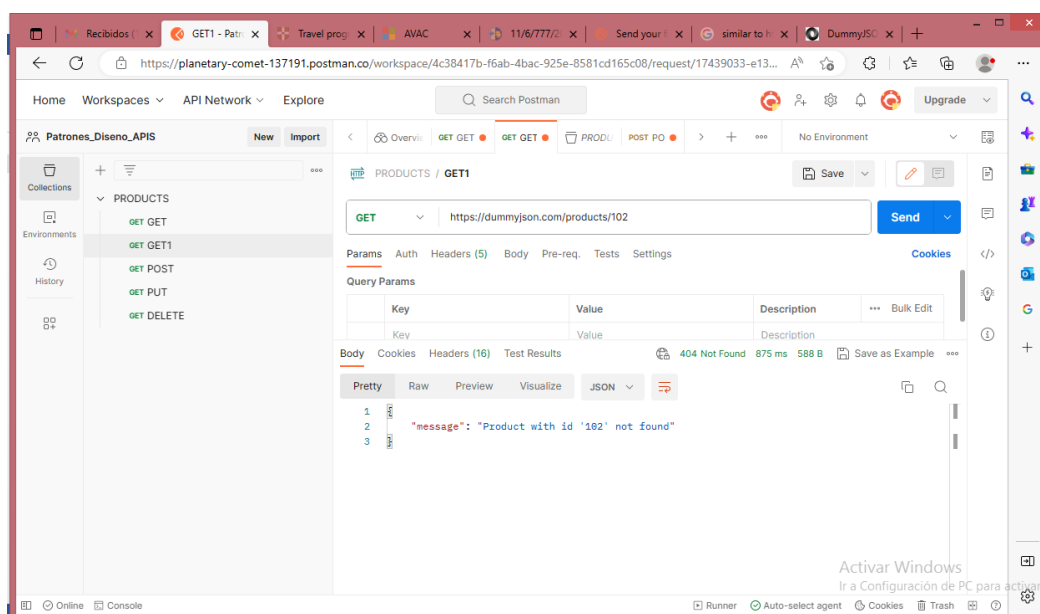 Recibidos (
GET1 - Patr
Travel prog
AVAC
11/6/777/2
Send your
similar to h
DummyJSO
https://planetary-comet-137191.postman.co/workspace/4c38417b-f6ab-4bac-925e-8581cd165c08/request/17439033-e13...
Home Workspaces API Network Explore
Search Postman
Upgrade
Patrones_Diseno_APIS New Import
Overvi GET GET GET GET PRODU POST PO
No Environment
Collections
Environments
History
PRODUCTS
GET GET
GET GET1
GET POST
GET PUT
GET DELETE
HTTP PRODUCTS / GET1
Save
GET https://dummyjson.com/products/102 Send
Params Auth Headers (5) Body Pre-req. Tests Settings Cookies
Query Params
Key Value Description Bulk Edit
Key Value Description
Body Cookies Headers (16) Test Results 404 Not Found 875 ms 588 B Save as Example
Pretty Raw Preview Visualize JSON
1 {
2 "message": "Product with id '102' not found"
3 }
Activar Windows
Ir a Configuración de PC para activar
Online Console Runner Auto-select agent Cookies Trash